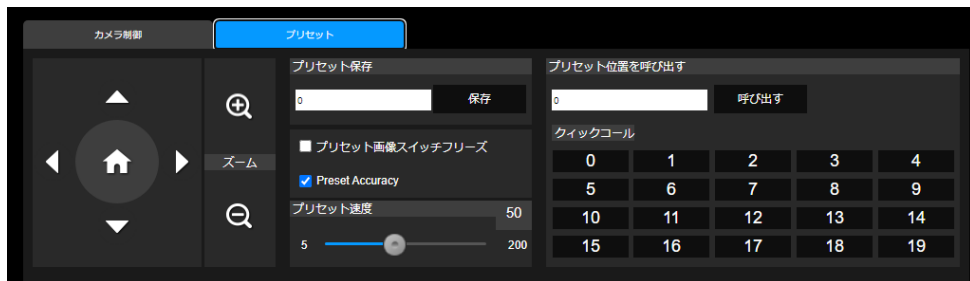 カメラ制御
プリセット
ズーム
プリセット保存
0
保存
プリセット画像スイッチフリーズ
Preset Accuracy
プリセット速度
50
5
200
プリセット位置を呼び出す
0
呼び出す
クィックコール
0 1 2 3 4
5 6 7 8 9
10 11 12 13 14
15 16 17 18 19